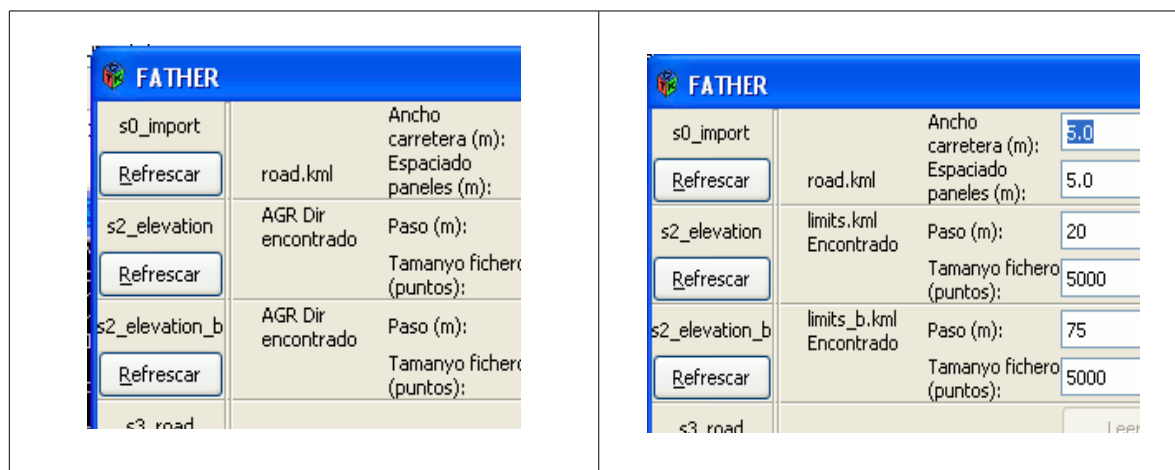 FATHER
s0_import
Ancho
carretera (m):
Refrescar
road.kml
Espaciado
paneles (m):
s2_elevation
AGR Dir
encontrado
Paso (m):
Refrescar
Tamanyo fichero
(puntos):
s2_elevation_b
AGR Dir
encontrado
Paso (m):
Refrescar
Tamanyo fichero
(puntos):
s3_road
FATHER
s0_import
Ancho
carretera (m):
5.0
Refrescar
road.kml
Espaciado
paneles (m):
5.0
s2_elevation
limits.kml
Encontrado
Paso (m):
20
Refrescar
Tamanyo fichero
(puntos):
5000
s2_elevation_b
limits_b.kml
Encontrado
Paso (m):
75
Refrescar
Tamanyo fichero
(puntos):
5000
s3_road
Leer